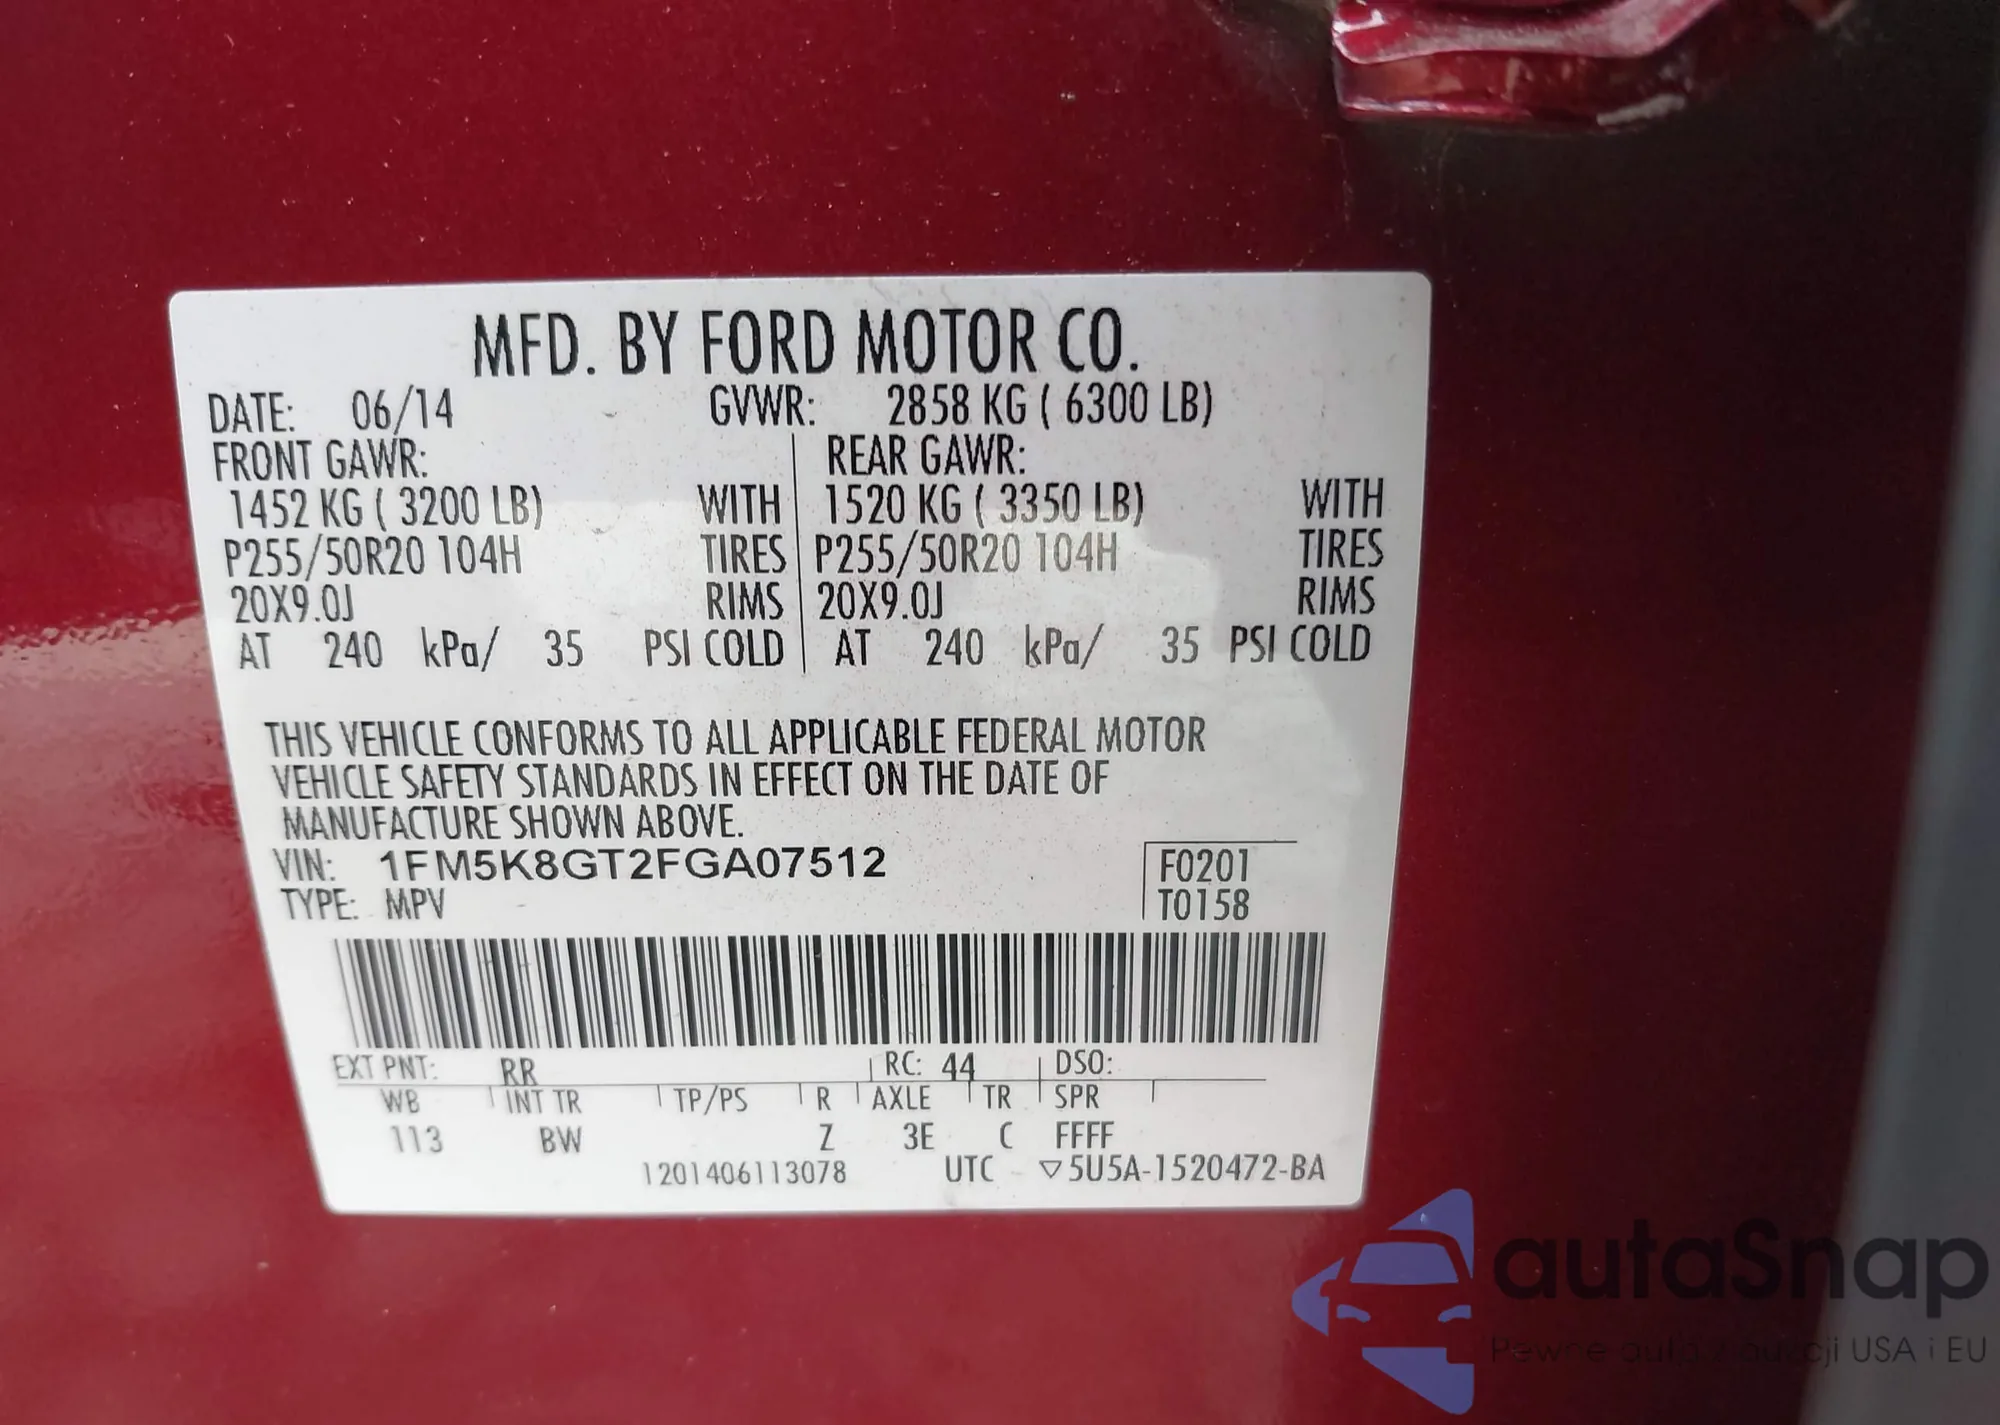 MFD. BY FORD MOTOR CO.
DATE: 06/14 GVWR: 2858 KG ( 6300 LB)
FRONT GAWR: REAR GAWR:
1452 KG ( 3200 LB) WITH 1520 KG ( 3350 LB) WITH
P255/50R20 104H TIRES P255/50R20 104H TIRES
20X9.0J RIMS 20X9.0J RIMS
AT 240 kPa/ 35 PSI COLD AT 240 kPa/ 35 PSI COLD
THIS VEHICLE CONFORMS TO ALL APPLICABLE FEDERAL MOTOR
VEHICLE SAFETY STANDARDS IN EFFECT ON THE DATE OF
MANUFACTURE SHOWN ABOVE.
VIN: 1FM5K8GT2FGA07512 F0201
TYPE: MPV T0158
EXT PNT: RR RC: 44 DSO:
WB INT TR TP/PS R AXLE TR SPR
113 BW Z 3E C FFFF
1201406113078 UTC ▽5U5A-1520472-BA
autaSnap
Pewne auta z aukcji USA i EU